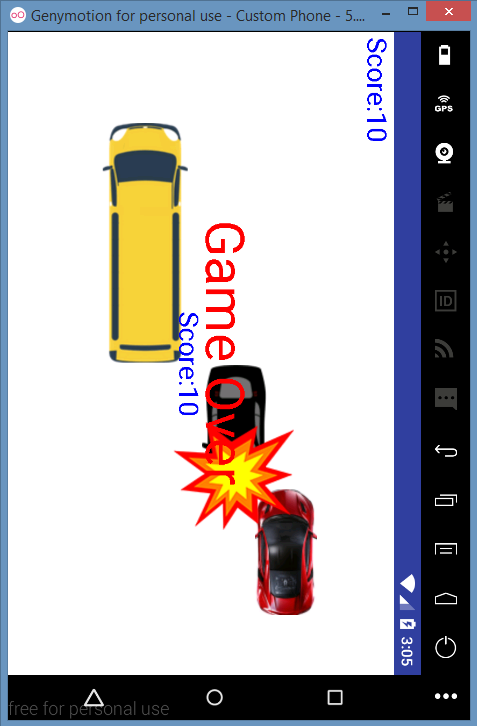 Genymotion for personal use - Custom Phone - 5....
Score:10
GPS
Game Over
Score:10
ID
3:05
free for personal use